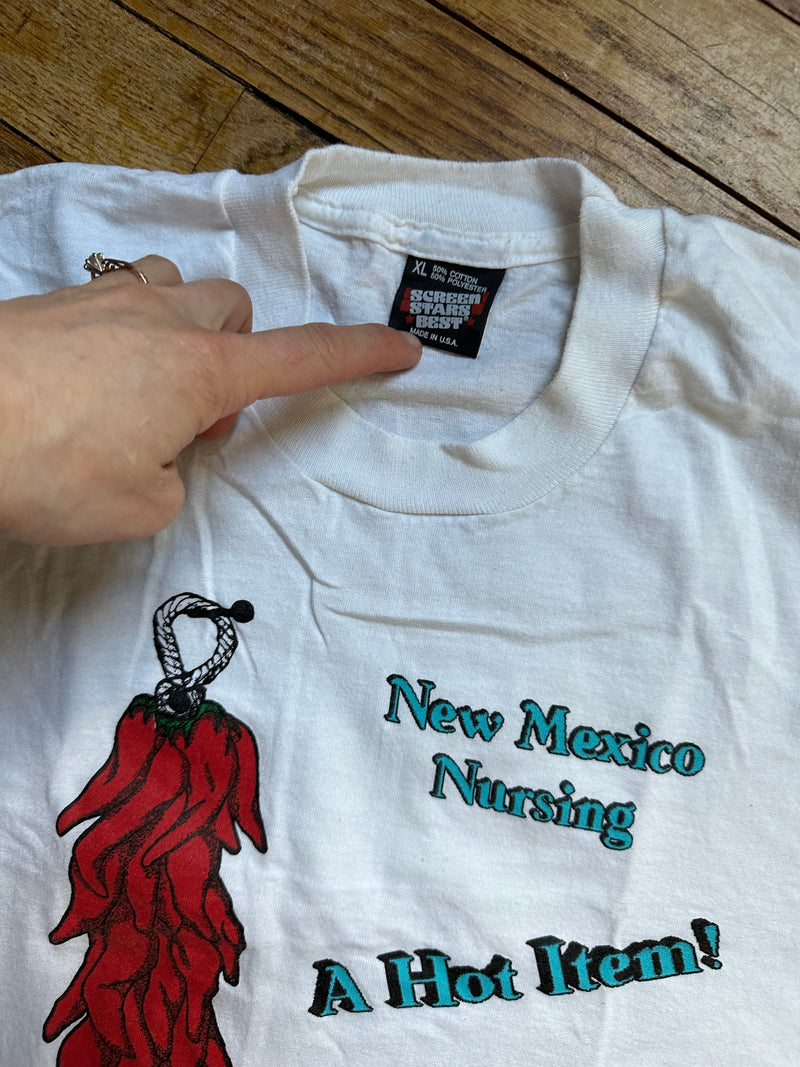 XL 50% COTTON
50% POLYESTER
SCREEN
STARS
BEST®
MADE IN U.S.A.
New Mexico
Nursing
A Hot Item!